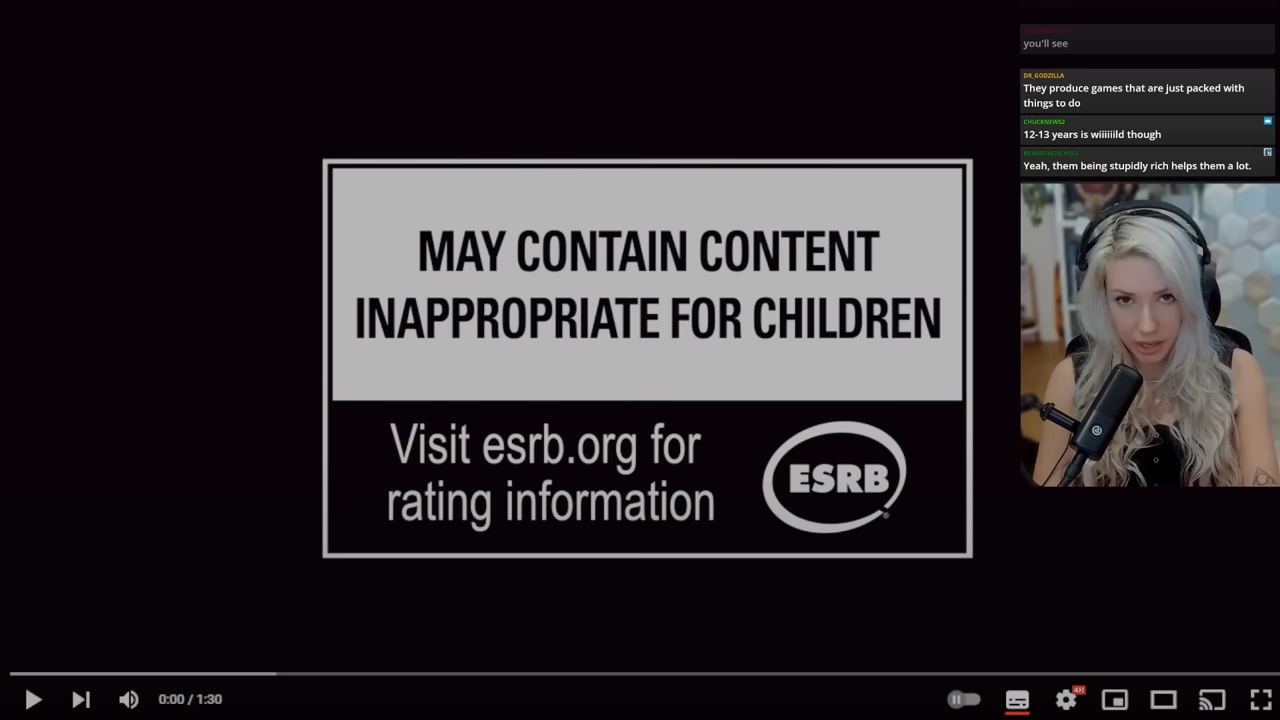 you'll see
DR_GODZILLA
They produce games that are just packed with
things to do
CHUCKNEWS2
12-13 years is wiiiiiild though
Yeah, them being stupidly rich helps them a lot.
MAY CONTAIN CONTENT
INAPPROPRIATE FOR CHILDREN
Visit esrb.org for
rating information
ESRB
0:00 / 1:30